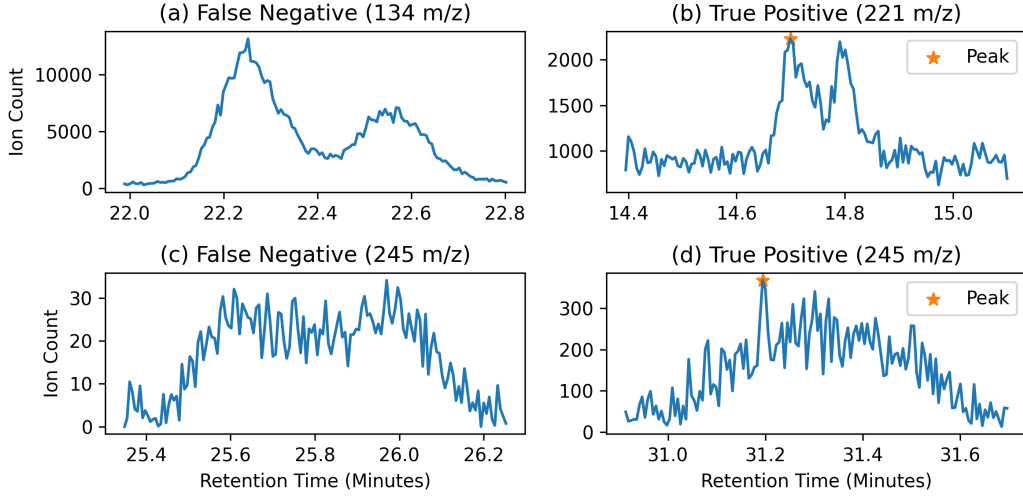 (a) False Negative (134 m/z)
Ion Count
10000
5000
0
22.0 22.2 22.4 22.6 22.8
(b) True Positive (221 m/z)
Peak
2000
1500
1000
14.4 14.6 14.8 15.0
(c) False Negative (245 m/z)
Ion Count
30
20
10
0
25.4 25.6 25.8 26.0 26.2
Retention Time (Minutes)
(d) True Positive (245 m/z)
Peak
300
200
100
0
31.0 31.2 31.4 31.6
Retention Time (Minutes)